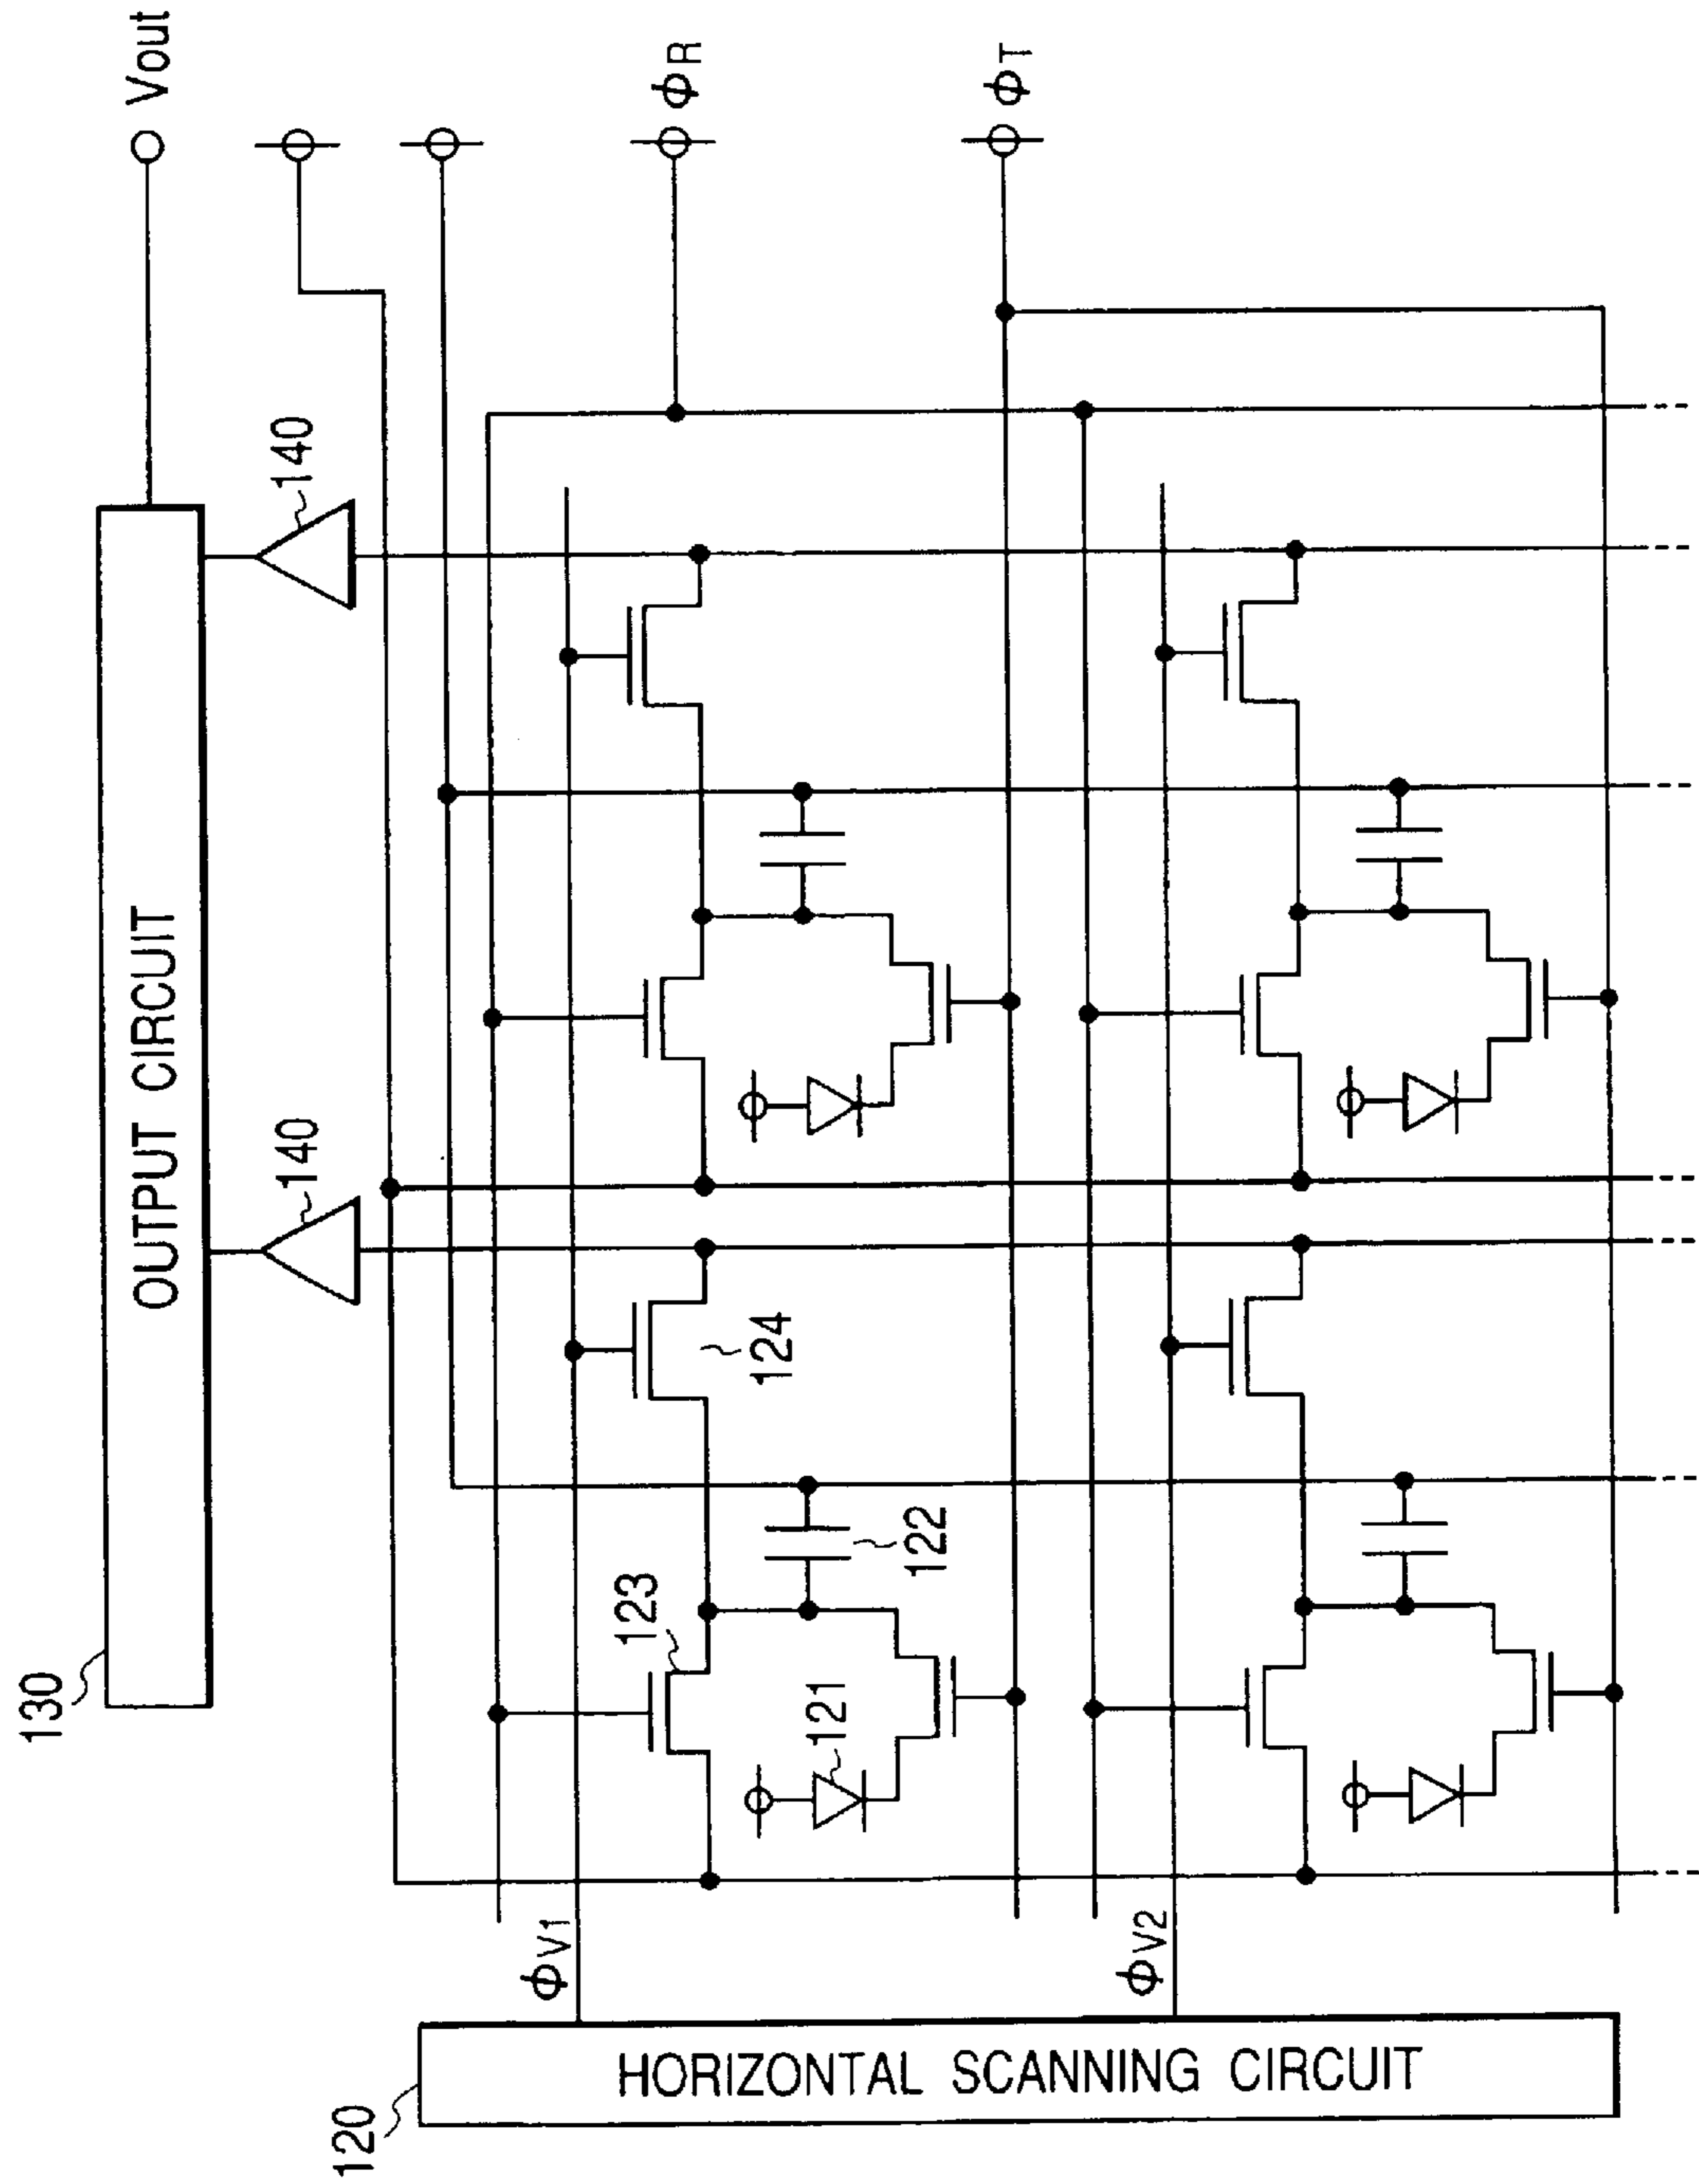 130
OUTPUT CIRCUIT
Vout
140
140
ϕR
ϕT
ϕV1
ϕV2
123
124
121
122
120
HORIZONTAL SCANNING CIRCUIT